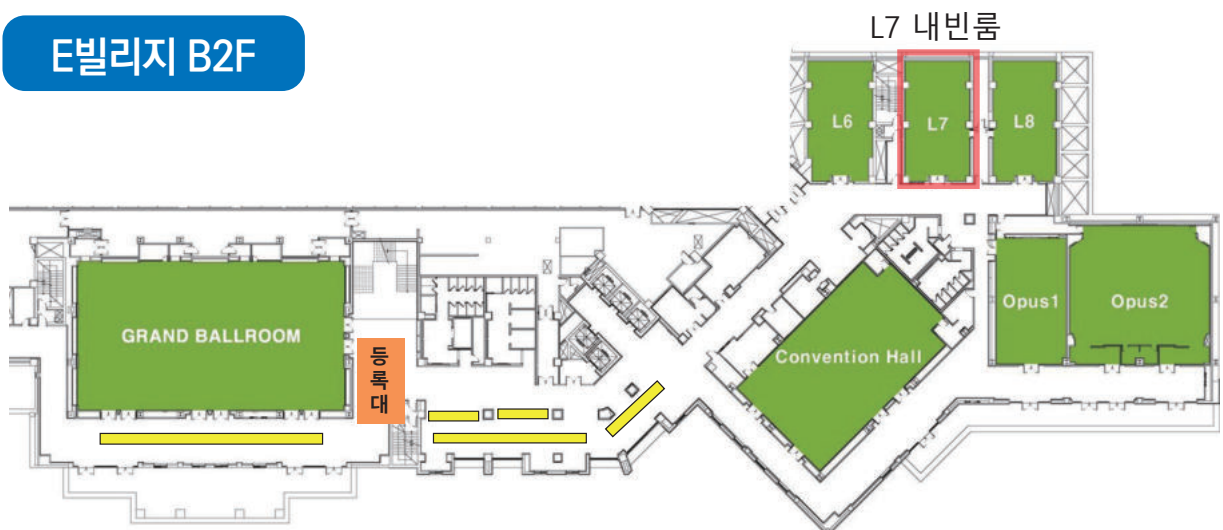 E빌리지 B2F
L7 내빈룸
L6
L7
L8
GRAND BALLROOM
등록대
Convention Hall
Opus1
Opus2